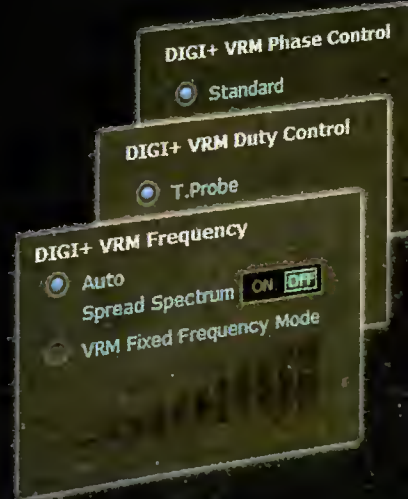 DIGI+ VRM Phase Control
Standard
DIGI+ VRM Duty Control
T.Probe
DIGI+ VRM Frequency
Auto
Spread Spectrum ON OFF
VRM Fixed Frequency Mode